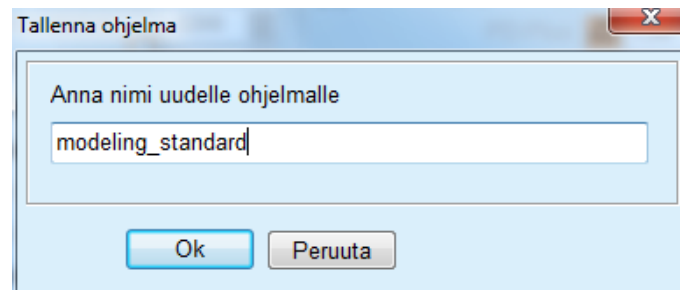 Tallenna ohjelma
Anna nimi uudelle ohjelmalle
modeling_standard
Ok
Peruuta